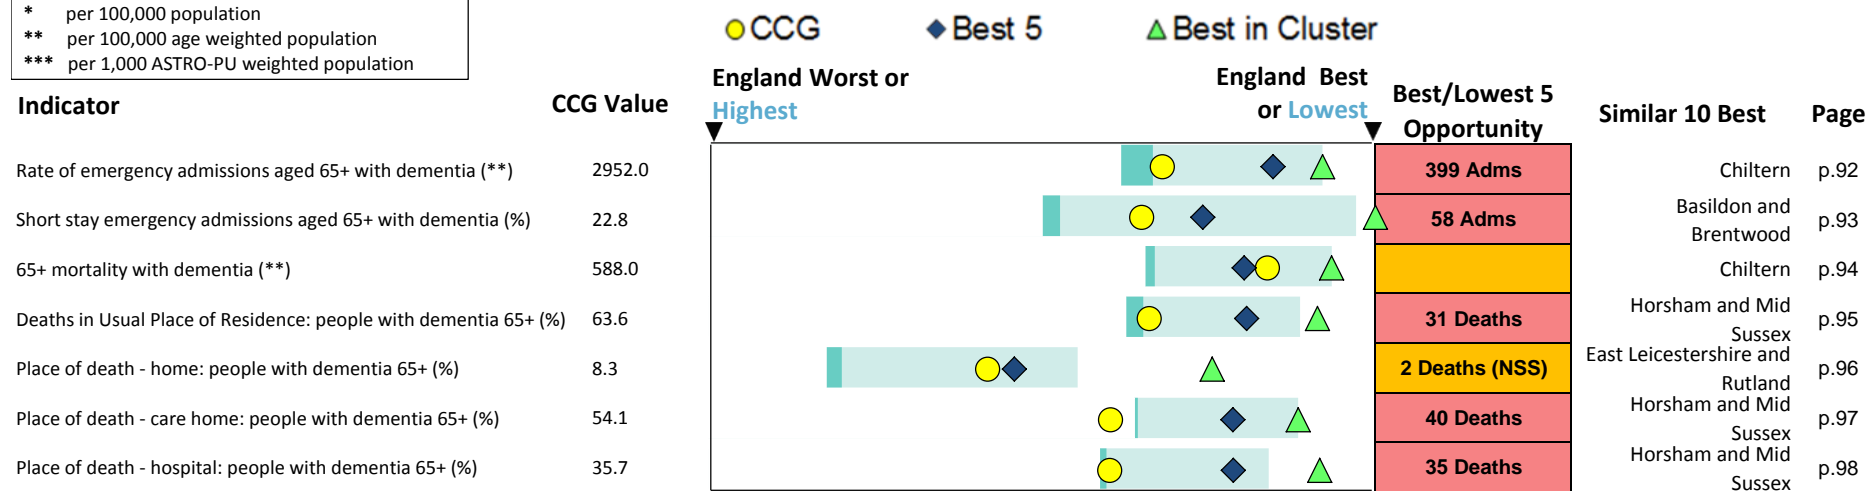 * per 100,000 population
** per 100,000 age weighted population
*** per 1,000 ASTRO-PU weighted population
CCG Best 5 Best in Cluster
Indicator
CCG Value
England Worst or
Highest
England Best
or Lowest
Best/Lowest 5
Opportunity
Similar 10 Best
Page
Rate of emergency admissions aged 65+ with dementia (**) 2952.0 399 Adms Chiltern p.92
Short stay emergency admissions aged 65+ with dementia (%) 22.8 58 Adms Basildon and
Brentwood p.93
65+ mortality with dementia (**) 588.0 Chiltern p.94
Deaths in Usual Place of Residence: people with dementia 65+ (%) 63.6 31 Deaths Horsham and Mid
Sussex p.95
Place of death - home: people with dementia 65+ (%) 8.3 2 Deaths (NSS) East Leicestershire and
Rutland p.96
Place of death - care home: people with dementia 65+ (%) 54.1 40 Deaths Horsham and Mid
Sussex p.97
Place of death - hospital: people with dementia 65+ (%) 35.7 35 Deaths Horsham and Mid
Sussex p.98